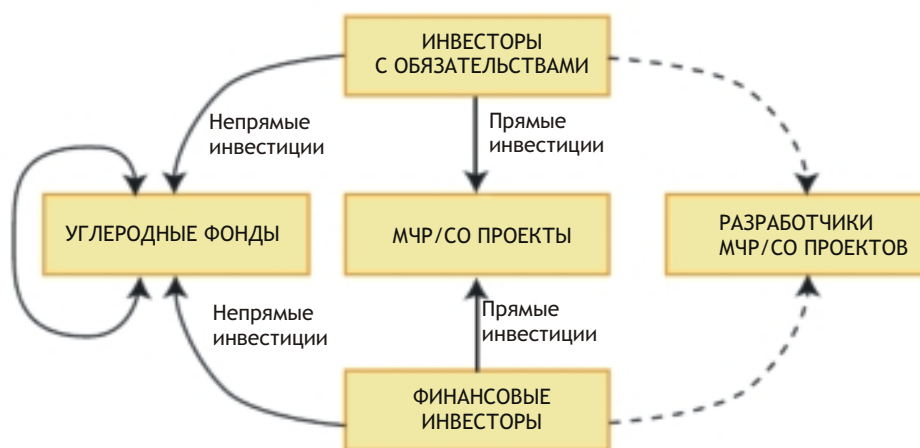 ИНВЕСТОРЫ
С ОБЯЗАТЕЛЬСТВАМИ
Непрямые
инвестиции
Прямые
инвестиции
УГЛЕРОДНЫЕ ФОНДЫ
МЧР/СО ПРОЕКТЫ
РАЗРАБОТЧИКИ
МЧР/СО ПРОЕКТОВ
Непрямые
инвестиции
Прямые
инвестиции
ФИНАНСОВЫЕ
ИНВЕСТОРЫ